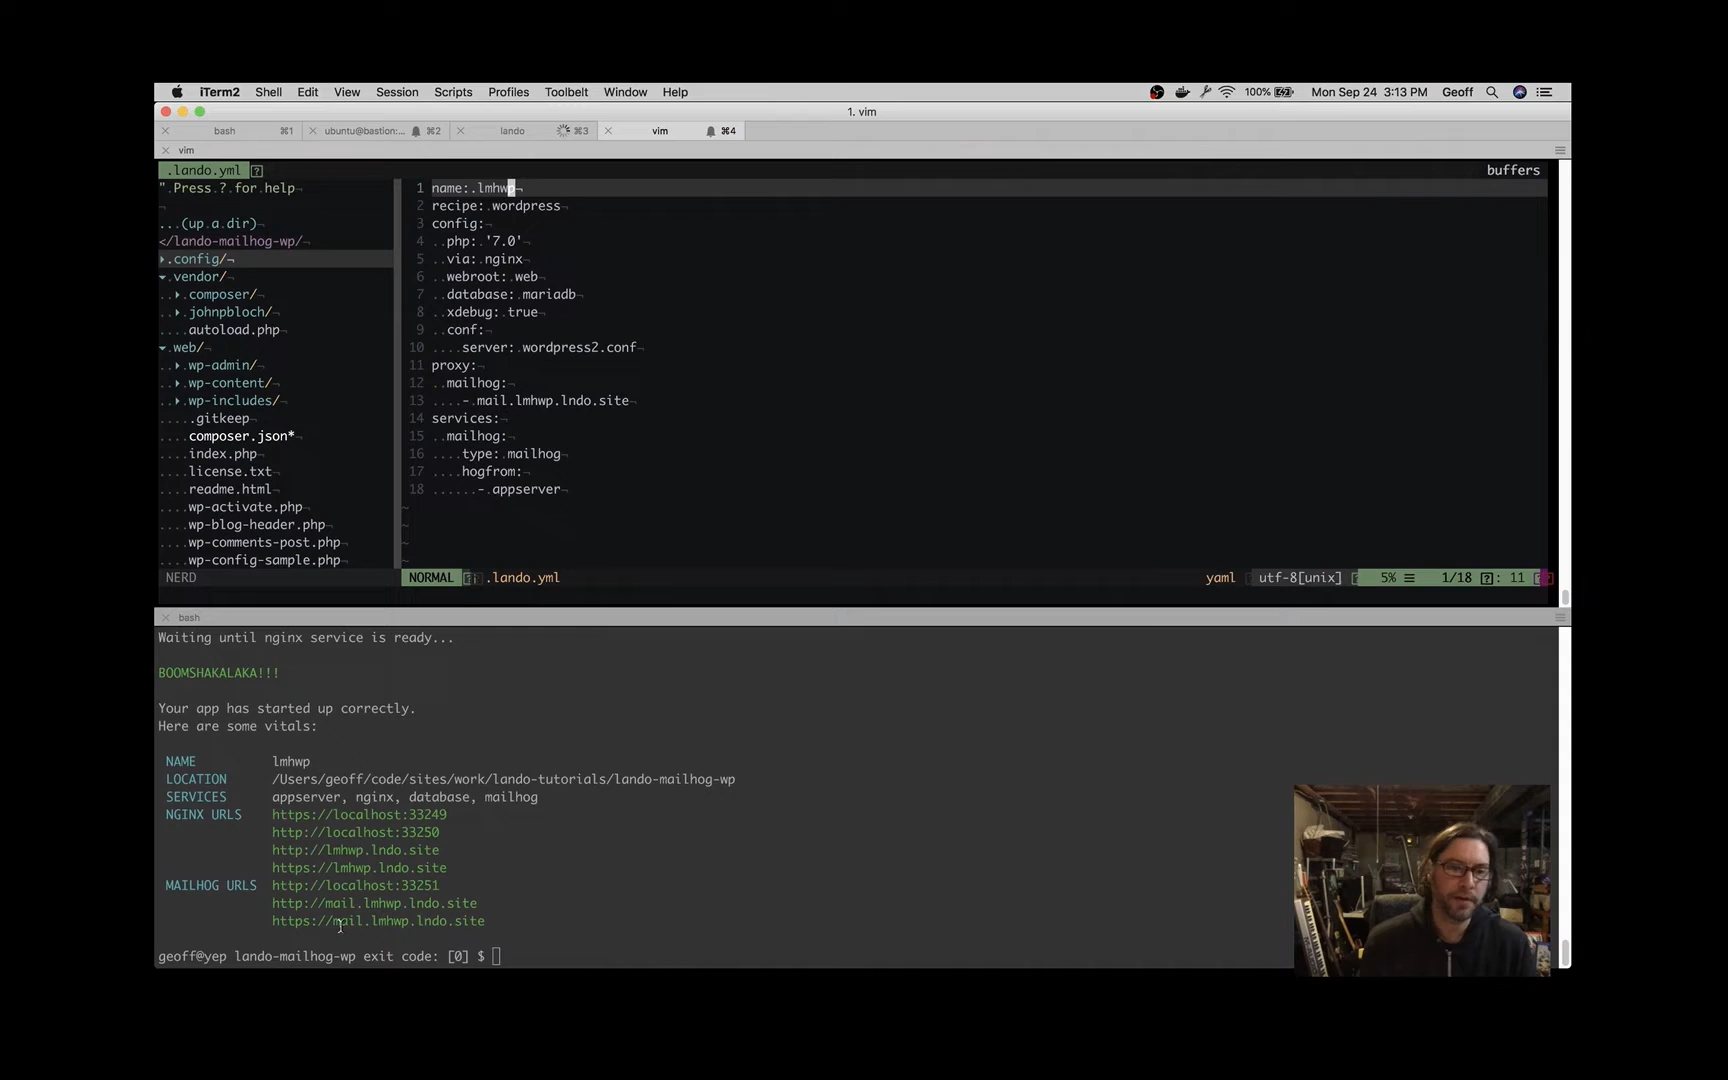 iTerm2 Shell Edit View Session Scripts Profiles Toolbelt Window Help 100% Mon Sep 24 3:13 PM Geoff
1. vim
bash ⌘1 ubuntu@bastion:... ⌘2 lando ⌘3 vim ⌘4
vim
.lando.yml buffers
".Press.?.for.help¬
¬
...(up.a.dir)¬
</lando-mailhog-wp/¬
▸.config/¬
▾.vendor/¬
..▸.composer/¬
..▸.johnpbloch/¬
....autoload.php¬
▾.web/¬
..▸.wp-admin/¬
..▸.wp-content/¬
..▸.wp-includes/¬
.....gitkeep¬
....composer.json*¬
....index.php¬
....license.txt¬
....readme.html¬
....wp-activate.php¬
....wp-blog-header.php¬
....wp-comments-post.php¬
....wp-config-sample.php¬
NERD
1 name:.lmhwp¬
2 recipe:.wordpress¬
3 config:¬
4 ..php:.'7.0'¬
5 ..via:.nginx¬
6 ..webroot:.web¬
7 ..database:.mariadb¬
8 ..xdebug:.true¬
9 ..conf:¬
10 ....server:.wordpress2.conf¬
11 proxy:¬
12 ..mailhog:¬
13 ....-.mail.lmhwp.lndo.site¬
14 services:¬
15 ..mailhog:¬
16 ....type:.mailhog¬
17 ....hogfrom:¬
18 ......-.appserver¬
~
~
~
~
NORMAL .lando.yml yaml utf-8[unix] 5% ≡ 1/18 : 11
bash
Waiting until nginx service is ready...
BOOMSHAKALAKA!!!
Your app has started up correctly.
Here are some vitals:
NAME lmhwp
LOCATION /Users/geoff/code/sites/work/lando-tutorials/lando-mailhog-wp
SERVICES appserver, nginx, database, mailhog
NGINX URLS https://localhost:33249
http://localhost:33250
http://lmhwp.lndo.site
https://lmhwp.lndo.site
MAILHOG URLS http://localhost:33251
http://mail.lmhwp.lndo.site
https://mail.lmhwp.lndo.site
geoff@yep lando-mailhog-wp exit code: [0] $